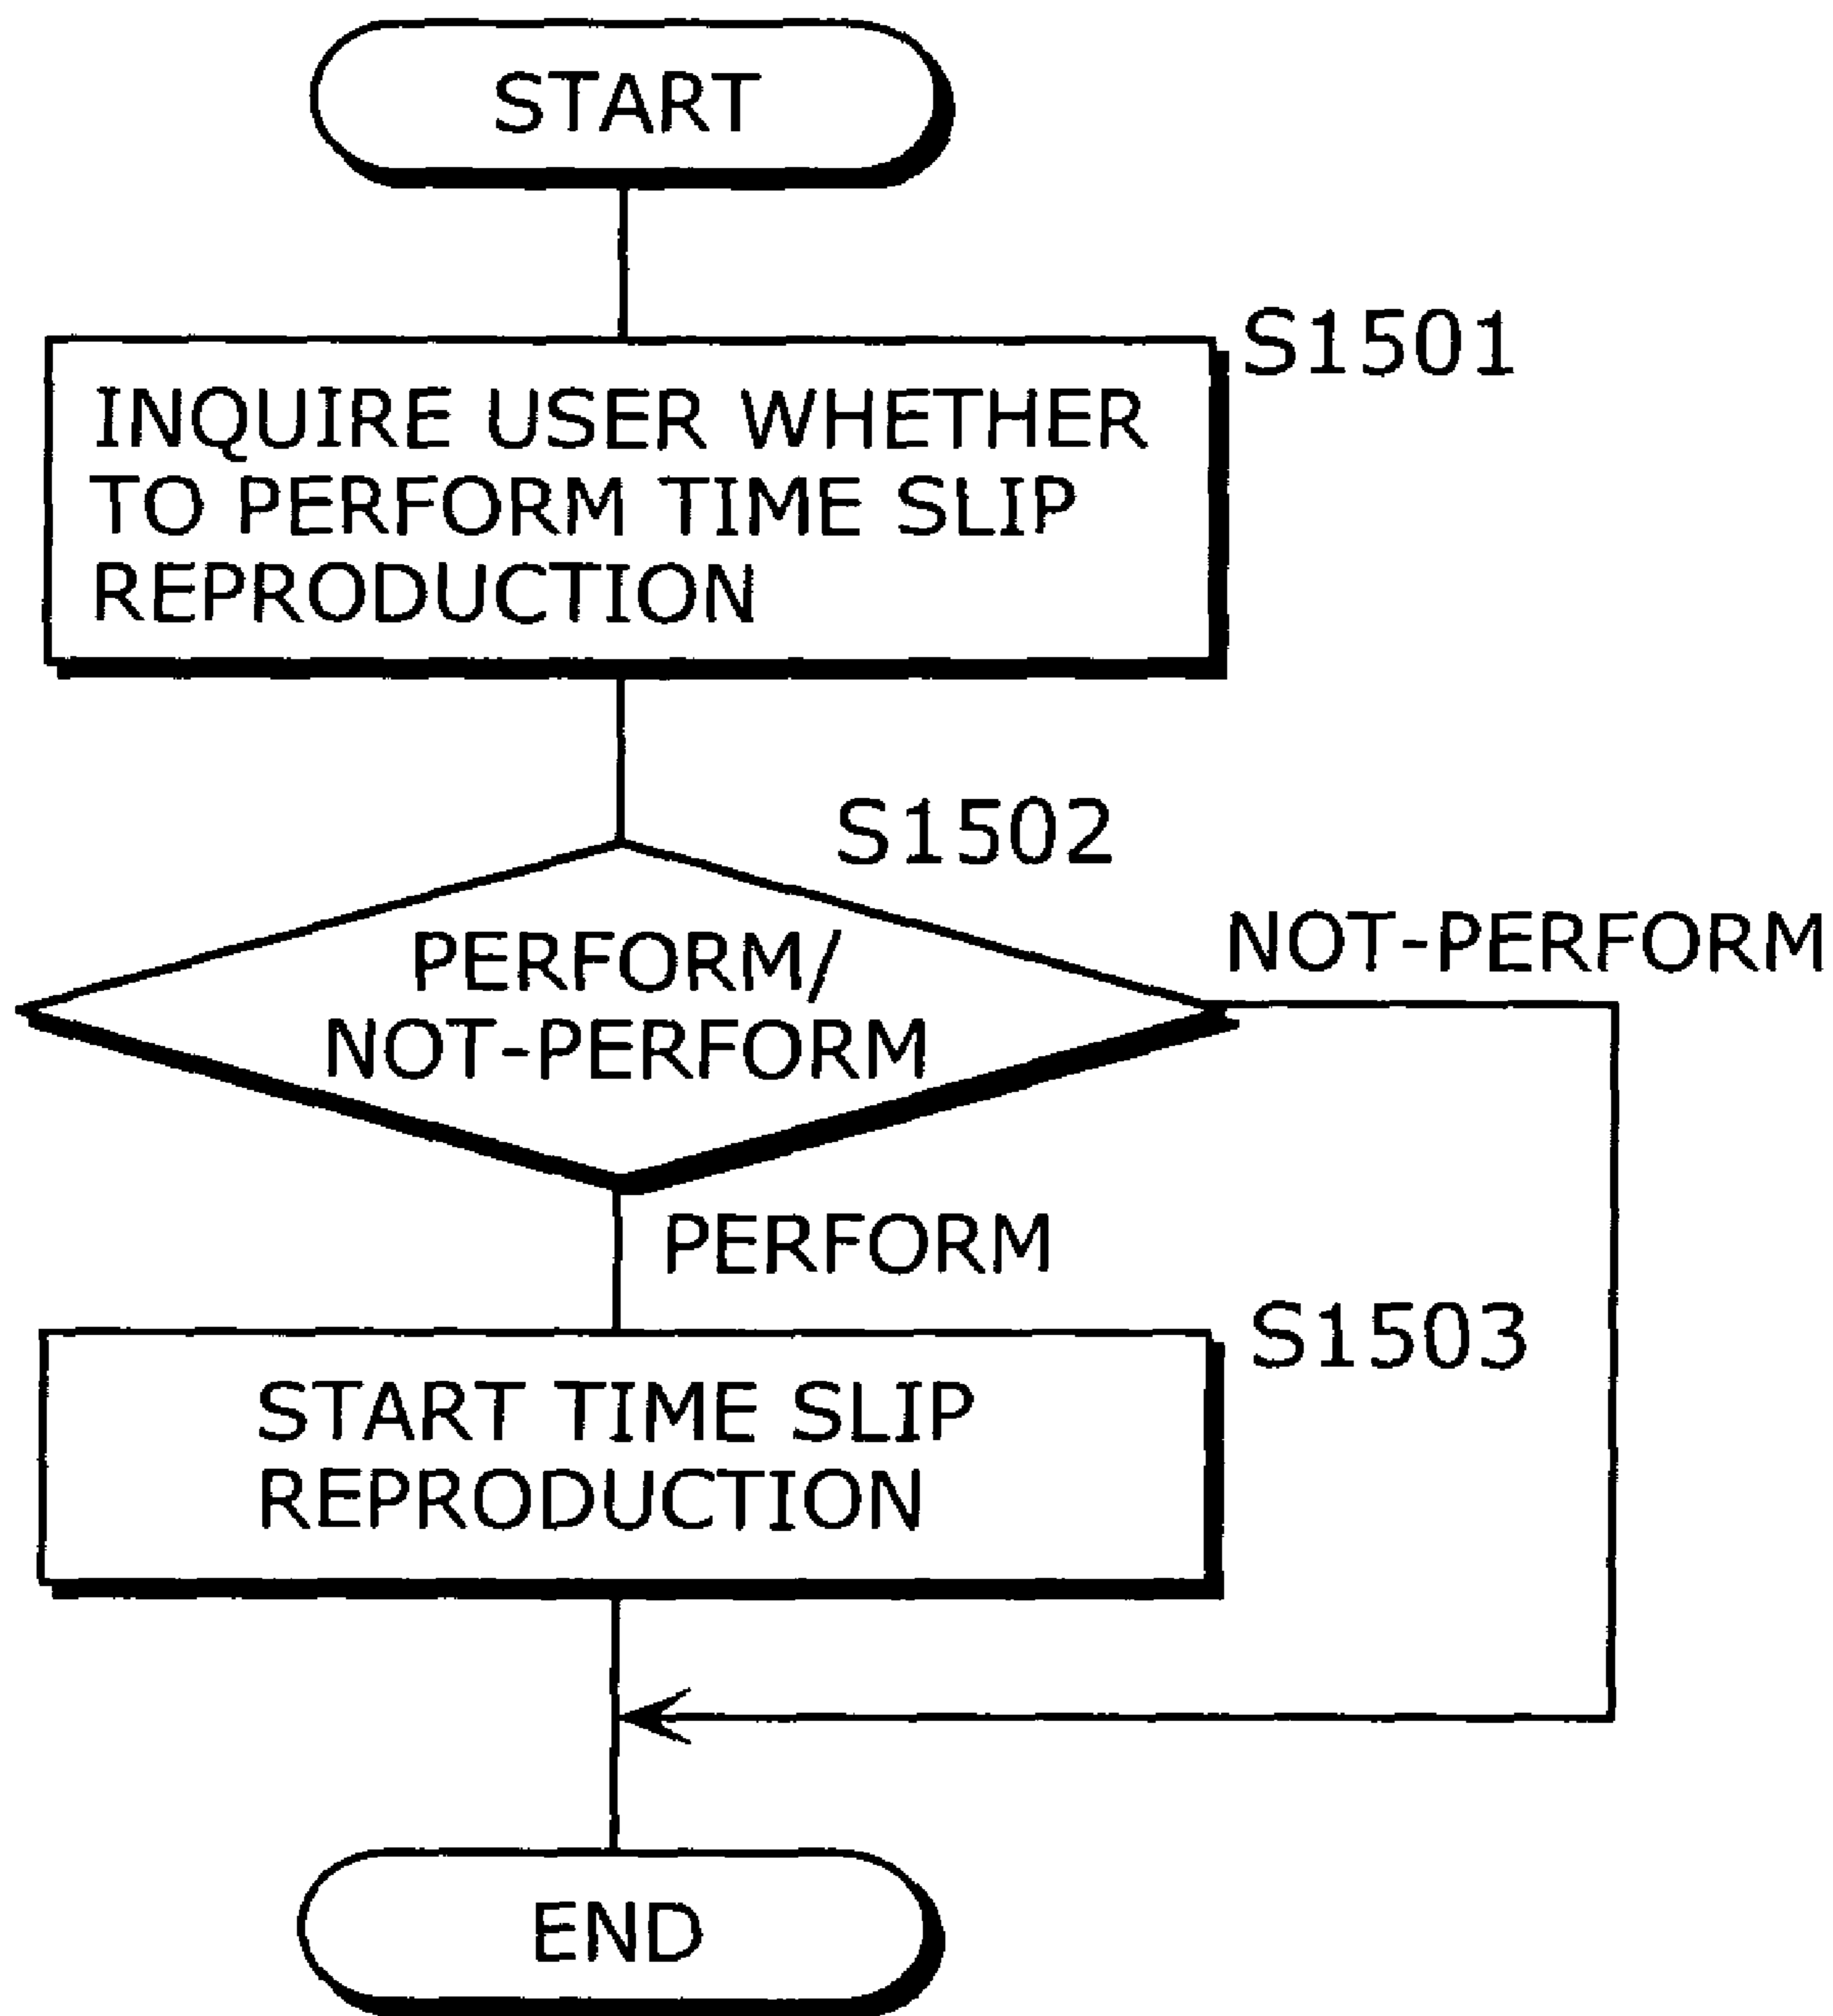 START
S1501
INQUIRE USER WHETHER
TO PERFORM TIME SLIP
REPRODUCTION
S1502
PERFORM/
NOT-PERFORM
NOT-PERFORM
PERFORM
S1503
START TIME SLIP
REPRODUCTION
END